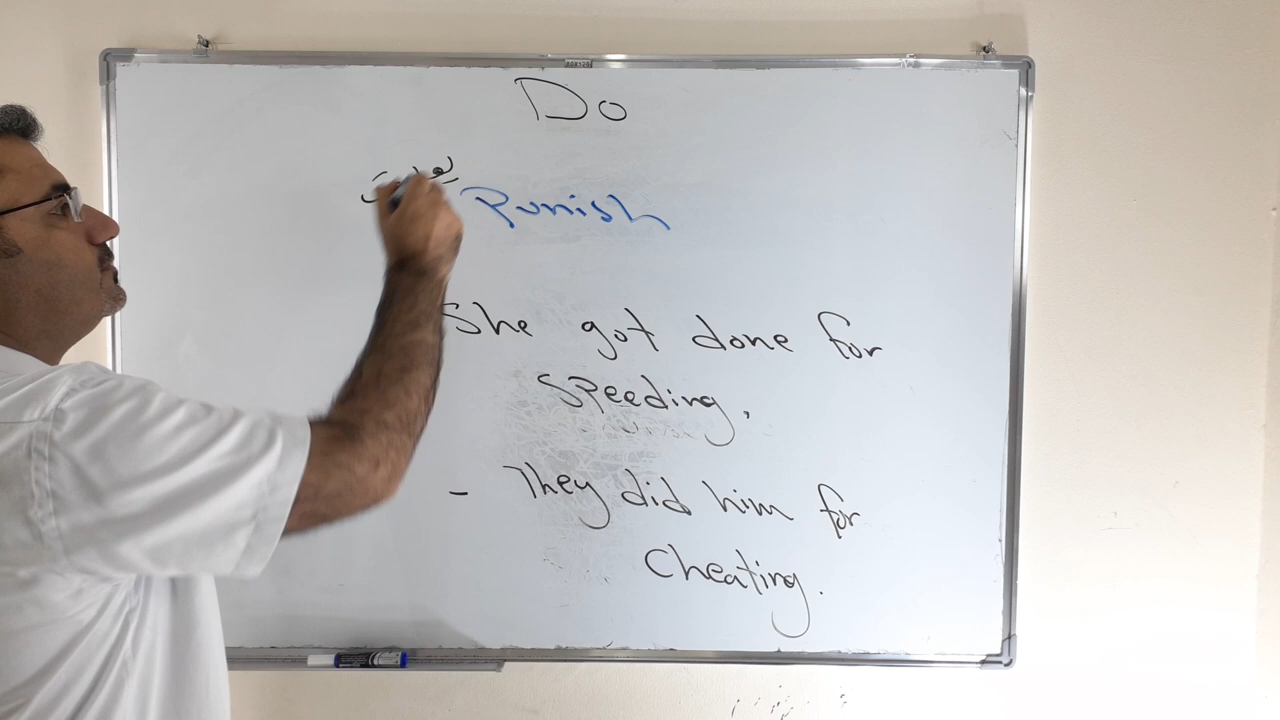 Do
Punish
She got done for
speeding,
- They did him for
Cheating.